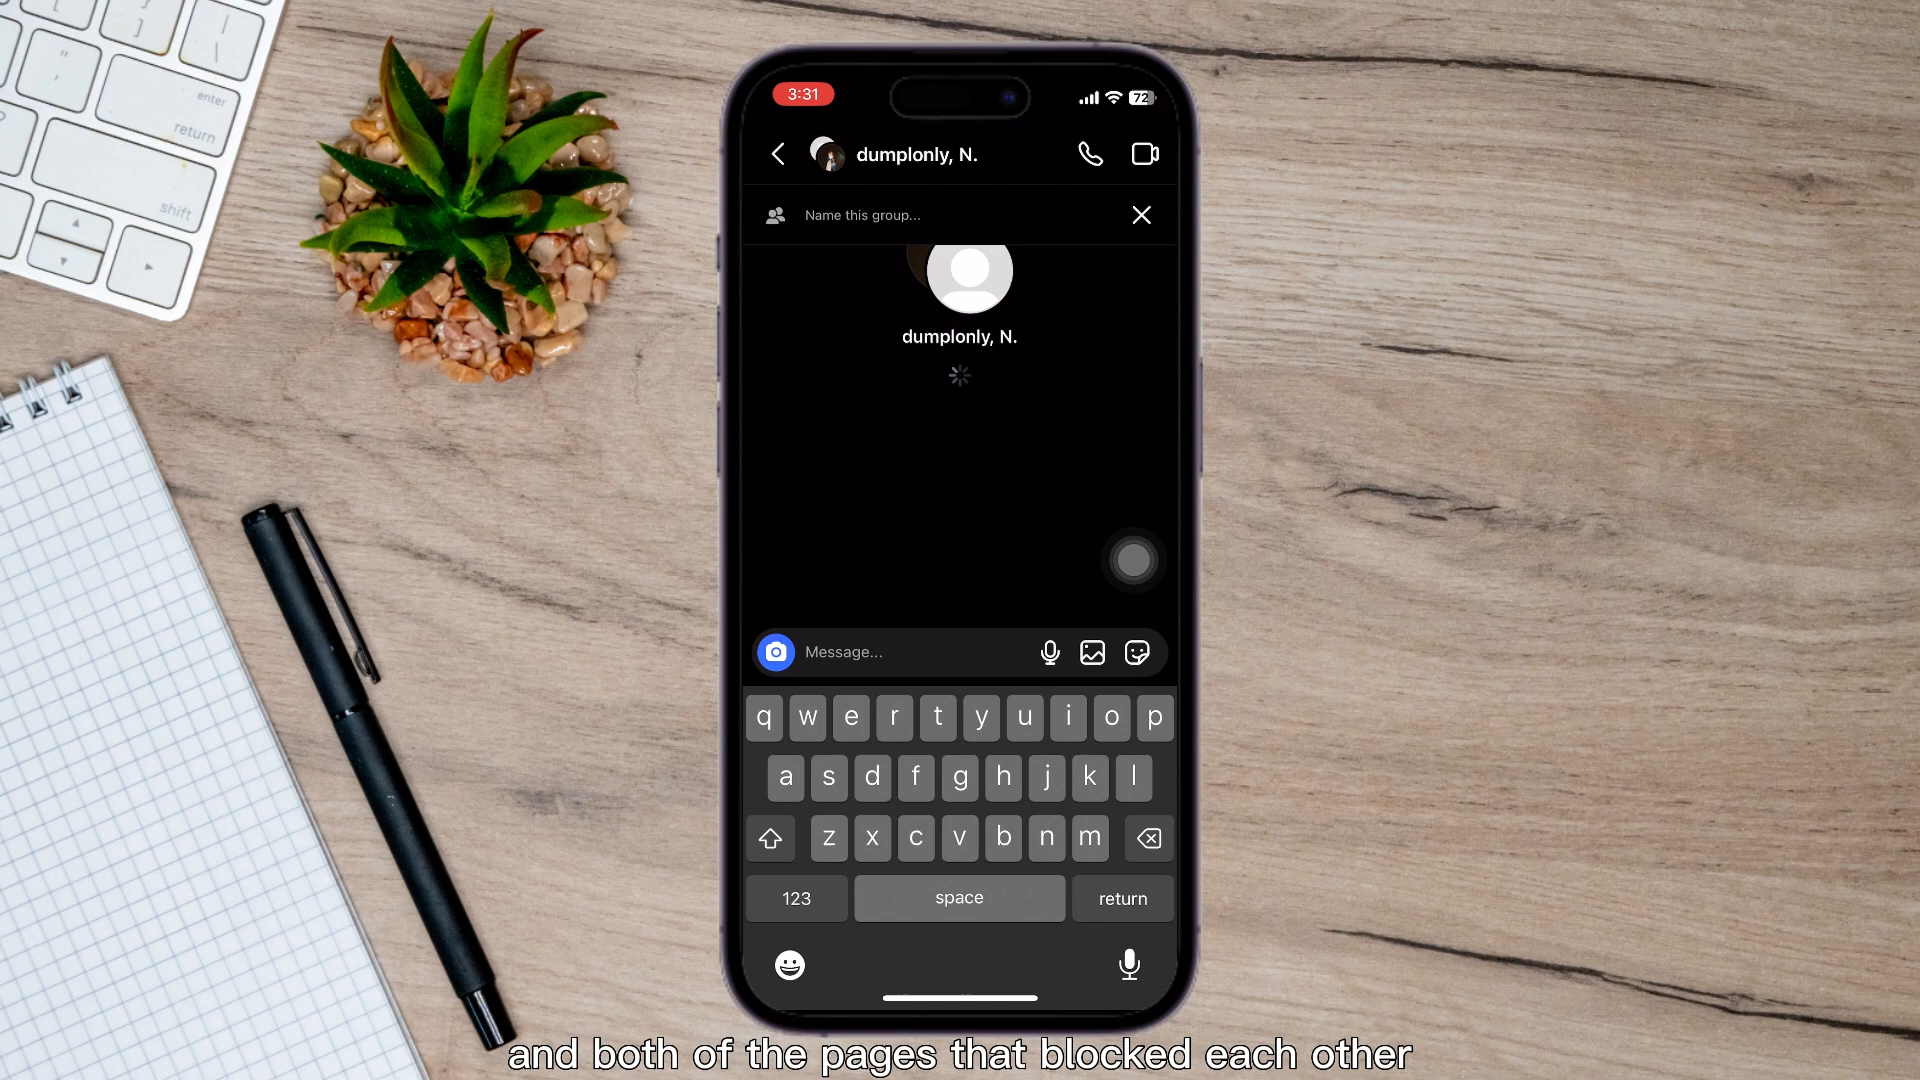 enter
return
shift
3:31
72
dumplonly, N.
Name this group...
dumplonly, N.
Message...
q w e r t y u i o p
a s d f g h j k l
z x c v b n m
123 space return
and both of the pages that blocked each other